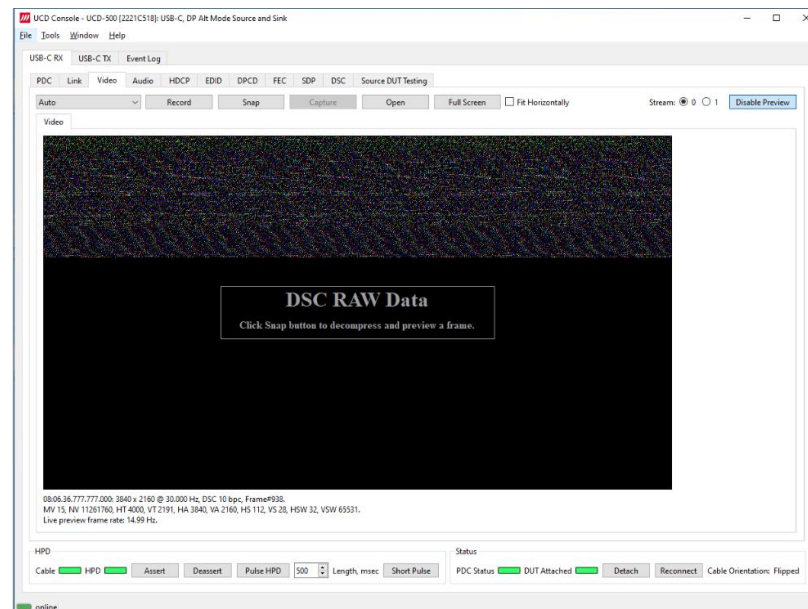 UCD Console - UCD-500 [2221C518]: USB-C, DP Alt Mode Source and Sink
File Tools Window Help
USB-C RX USB-C TX Event Log
PDC Link Video Audio HDCP EDID DPCD FEC SDP DSC Source DUT Testing
Auto Record Snap Capture Open Full Screen Fit Horizontally Stream: 0 1 Disable Preview
Video
DSC RAW Data
Click Snap button to decompress and preview a frame.
08:06.36.777.777.000: 3840 x 2160 @ 30.000 Hz, DSC 10 bpc, Frame#938.
MV 15, NV 11261760, HT 4000, VT 2191, HA 3840, VA 2160, HS 112, VS 28, HSW 32, VSW 65531.
Live preview frame rate: 14.99 Hz.
HPD Status
Cable HPD Assert Deassert Pulse HPD 500 Length, msec Short Pulse PDC Status DUT Attached Detach Reconnect Cable Orientation: Flipped
online